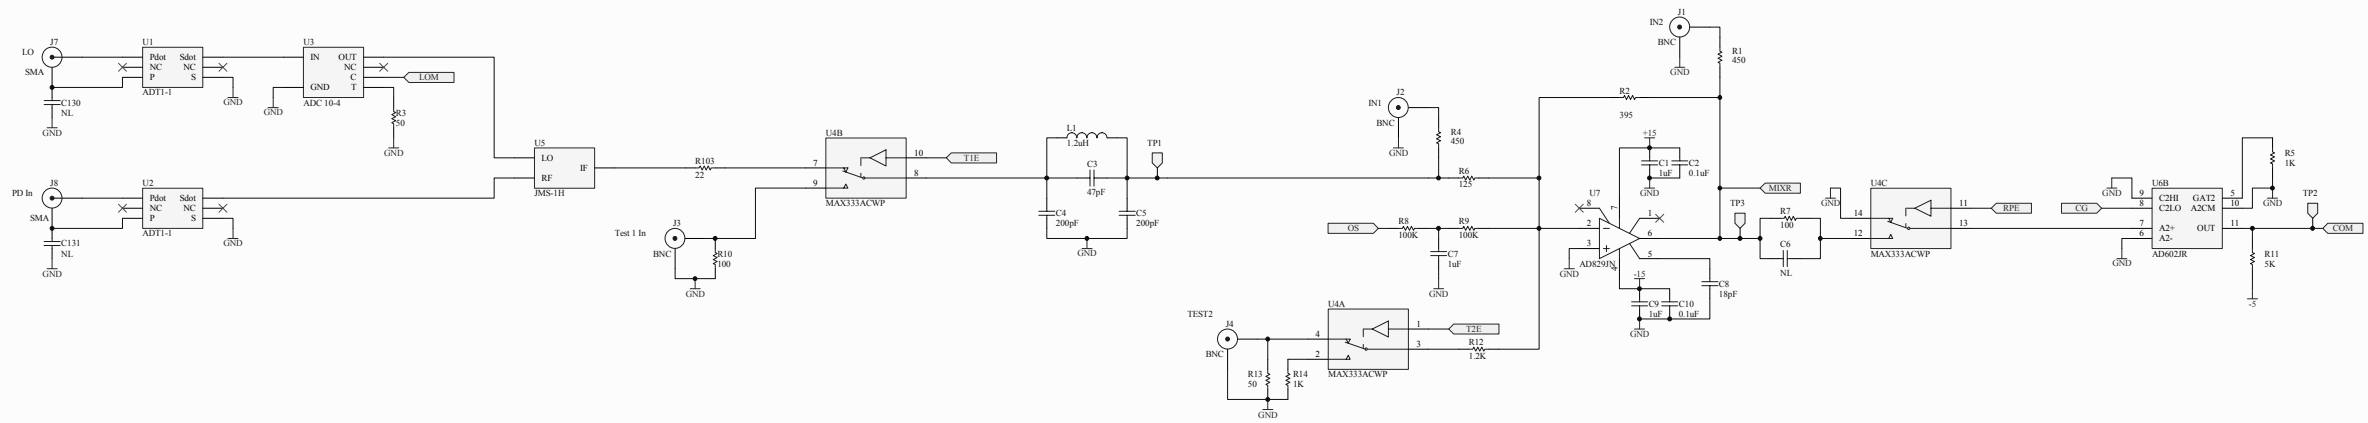 J7
LO
SMA
C130
NL
GND
U1
Pdot
Sdot
NC
NC
P
S
ADT1-1
GND
U3
IN
OUT
NC
C
GND
T
ADC 10-4
GND
LOM
R3
50
GND
J8
PD In
SMA
C131
NL
GND
U2
Pdot
Sdot
NC
NC
P
S
ADT1-1
GND
U5
LO
IF
RF
JMS-1H
R103
22
J3
Test 1 In
BNC
R10
100
GND
U4B
7
10
9
8
MAX333ACWP
T1E
L1
1.2uH
C3
47pF
C4
200pF
C5
200pF
GND
TP1
J2
IN1
BNC
GND
R4
450
R6
125
OS
R8
100K
R9
100K
C7
1uF
GND
TEST2
J4
BNC
R13
50
R14
1K
GND
U4A
4
1
2
3
MAX333ACWP
T2E
R12
1.2K
J1
IN2
BNC
GND
R1
450
R2
395
+15
C1
1uF
C2
0.1uF
GND
U7
8
7
1
2
6
3
5
4
AD829JN
GND
-15
C9
1uF
C10
0.1uF
GND
C8
18pF
MIXR
TP3
R7
100
C6
NL
GND
U4C
14
11
12
13
MAX333ACWP
RPE
CG
GND
GND
U6B
9
C2HI
GAT2
5
8
C2LO
A2CM
10
7
A2+
OUT
11
6
A2-
AD602JR
R5
1K
GND
TP2
COM
R11
5K
-5